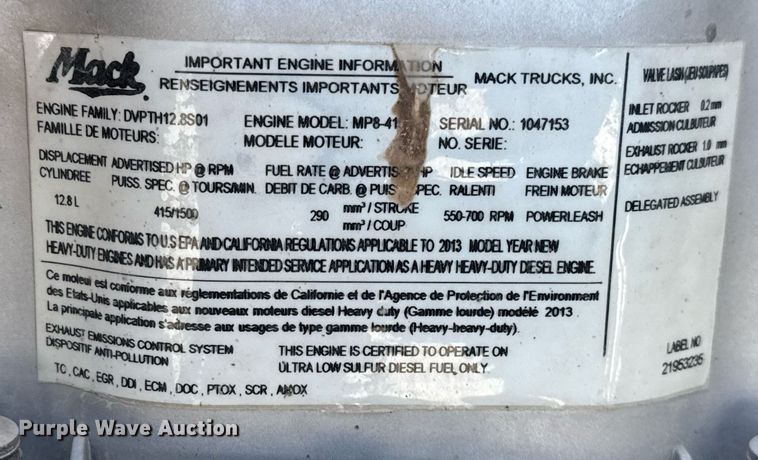 Mack
IMPORTANT ENGINE INFORMATION
RENSEIGNEMENTS IMPORTANTS MOTEUR
MACK TRUCKS, INC.
ENGINE FAMILY: DVPTH12.8S01
FAMILLE DE MOTEURS:
ENGINE MODEL: MP8-41
MODELE MOTEUR:
SERIAL NO: 1047153
NO. SERIE:
DISPLACEMENT ADVERTISED HP @ RPM FUEL RATE @ ADVERTIS HP IDLE SPEED ENGINE BRAKE
CYLINDREE PUISS. SPEC. @ TOURS/MIN. DEBIT DE CARB. @ PUIS SPEC. RALENTI FREIN MOTEUR
12.8 L 415/1500 290 mm³ / STROKE 550-700 RPM POWERLEASH
mm³ / COUP
THIS ENGINE CONFORMS TO U.S EPA AND CALIFORNIA REGULATIONS APPLICABLE TO 2013 MODEL YEAR NEW
HEAVY-DUTY ENGINES AND HAS A PRIMARY INTENDED SERVICE APPLICATION AS A HEAVY HEAVY-DUTY DIESEL ENGINE.
Ce moteui est conforme aux réglementations de Californie et de l'Agence de Protection de l'Environment
des Etats-Unis applicables aux nouveaux moteurs diesel Heavy duty (Gamme lourde) modélé 2013 .
La principale application s'adresse aux usages de type gamme lourde (Heavy-heavy-duty).
EXHAUST EMISSIONS CONTROL SYSTEM
DISPOSITIF ANTI-POLLUTION
THIS ENGINE IS CERTIFIED TO OPERATE ON
ULTRA LOW SULFUR DIESEL FUEL ONLY.
TC , CAC, EGR , DDI , ECM , DOC , PTOX , SCR , AMOX
VALVE LASH (JEU SOUPAPES)
INLET ROCKER 0.2 mm
ADMISSION CULBUTEUR
EXHAUST ROCKER 1.0 mm
ECHAPPEMENT CULBUTEUR
DELEGATED ASSEMBLY
LABEL NO
21953235
Purple Wave Auction